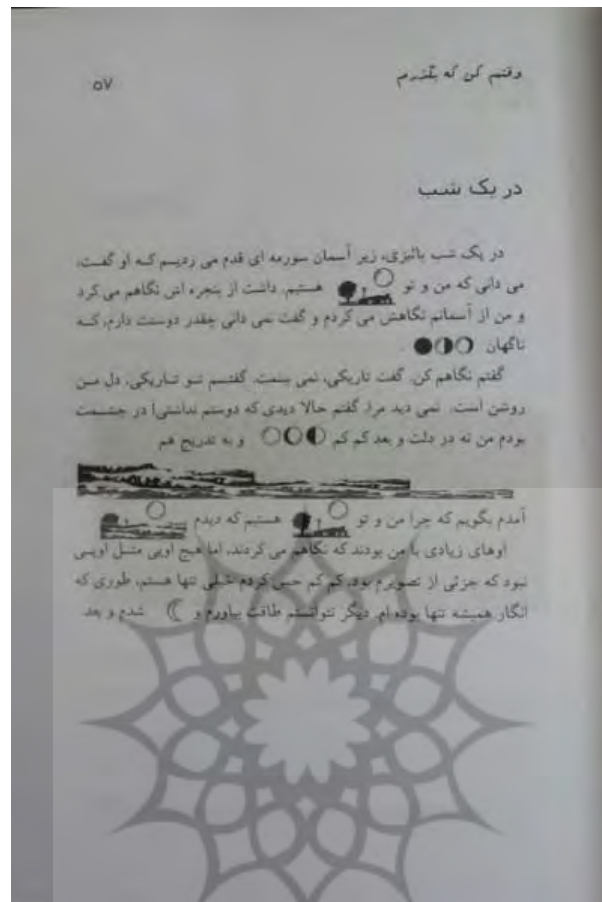 وقتم کن که بگذرم
۵۷
در یک شب
در یک شب پائیزی، زیر آسمان سورمه ای قدم می زدیم که او گفت،
می دانی که من و تو هستیم. داشت از پنجره اش نگاهم می کرد
و من از آسمانم نگاهش می کردم و گفت نمی دانی چقدر دوستت دارم، که
ناگهان .
گفتم نگاهم کن. گفت تاریکی، نمی بینمت. گفتم تو تاریکی، دل من
روشن است. نمی دید مرا. گفتم حالا دیدی که دوستم نداشتی! در چشمت
بودم من نه در دلت و بعد کم کم و به تدریج هم
آمدم بگویم که چرا من و تو هستیم که دیدم
اوهای زیادی با من بودند که نگاهم می کردند، اما هیچ اویی مثل اویی
نبود که جزئی از تصویرم بود. کم کم حس کردم خیلی تنها هستم، طوری که
انگار همیشه تنها بوده ام. دیگر نتوانستم طاقت بیاورم و شدم و بعد